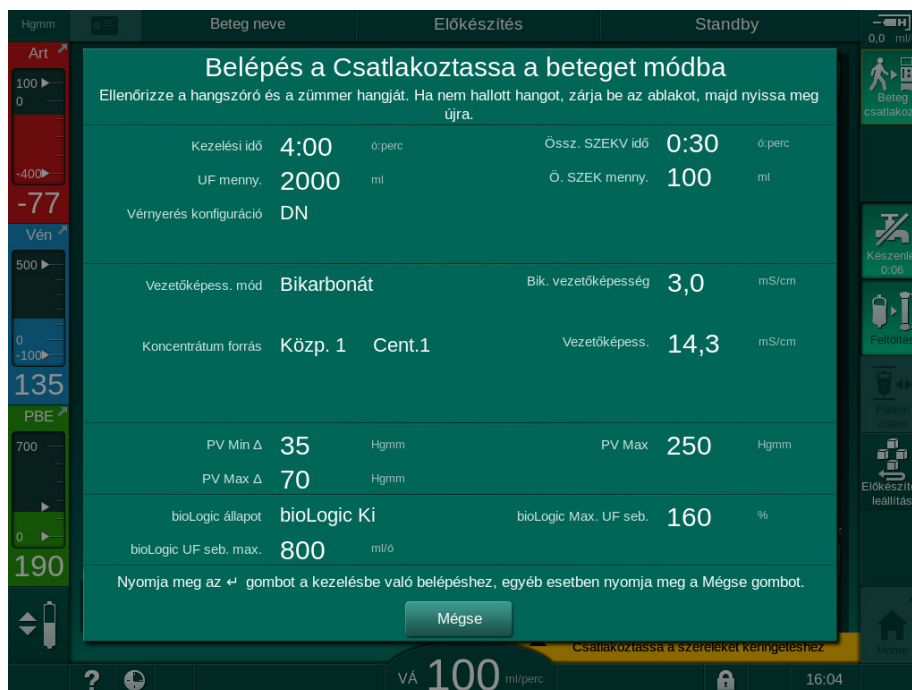 Hgmm Beteg neve Előkészítés Standby
0,0 ml/
Art
100
0
-400
-77
Vén
500
0
-100
135
PBE
700
0
190
Belépés a Csatlakoztassa a beteget módba
Ellenőrizze a hangszóró és a zümmer hangját. Ha nem hallott hangot, zárja be az ablakot, majd nyissa meg
újra.
Kezelési idő 4:00 ó:perc Össz. SZEKV idő 0:30 ó:perc
UF menny. 2000 ml Ö. SZEK menny. 100 ml
Vérnyerés konfiguráció DN
Vezetőképess. mód Bikarbonát Bik. vezetőképesség 3,0 mS/cm
Koncentrátum forrás Közp. 1 Cent.1 Vezetőképess. 14,3 mS/cm
PV Min Δ 35 Hgmm PV Max 250 Hgmm
PV Max Δ 70 Hgmm
bioLogic állapot bioLogic Ki bioLogic Max. UF seb. 160 %
bioLogic UF seb. max. 800 ml/ó
Nyomja meg az ↵ gombot a kezelésbe való belépéshez, egyéb esetben nyomja meg a Mégse gombot.
Mégse
Csatlakoztassa a szereléket keringetéshez
Beteg
csatlakoz
Készenlé
0:06
Feltöltés
Patron
csere
Előkészíté
leállítás
Home
? VÁ 100 ml/perc 16:04